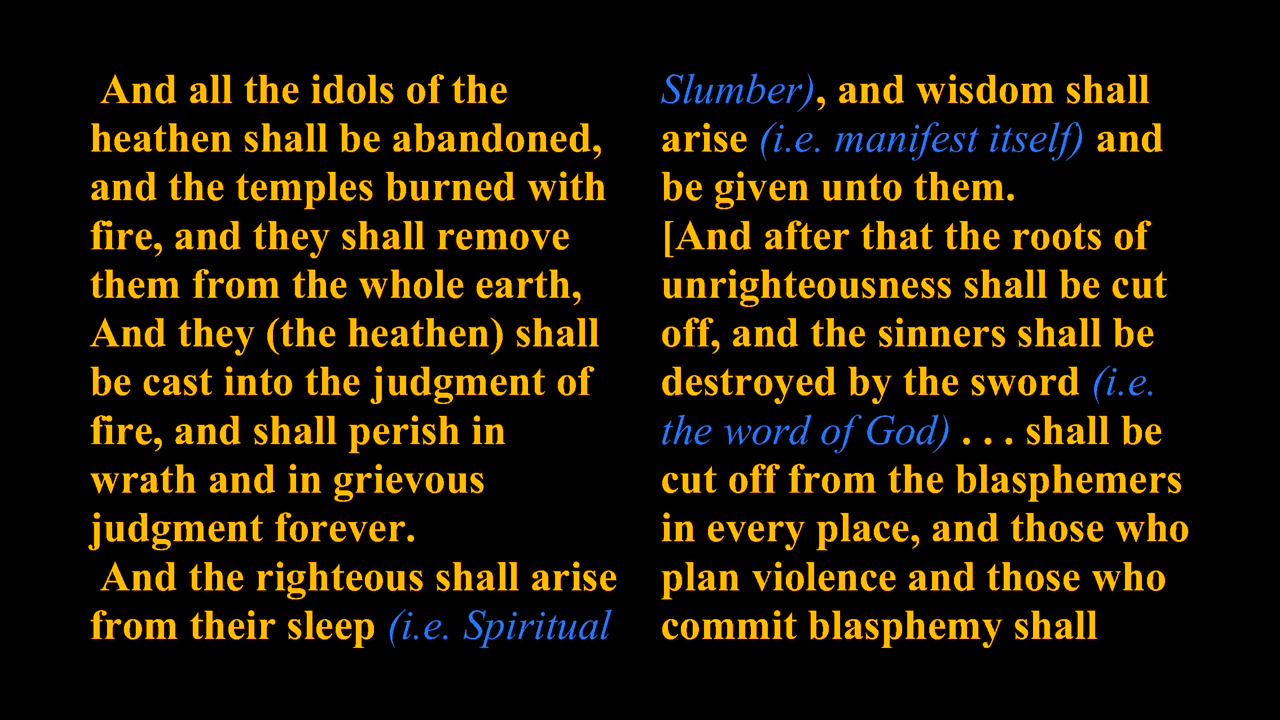 And all the idols of the
heathen shall be abandoned,
and the temples burned with
fire, and they shall remove
them from the whole earth,
And they (the heathen) shall
be cast into the judgment of
fire, and shall perish in
wrath and in grievous
judgment forever.
And the righteous shall arise
from their sleep (i.e. Spiritual
Slumber), and wisdom shall
arise (i.e. manifest itself) and
be given unto them.
[And after that the roots of
unrighteousness shall be cut
off, and the sinners shall be
destroyed by the sword (i.e.
the word of God) . . . shall be
cut off from the blasphemers
in every place, and those who
plan violence and those who
commit blasphemy shall